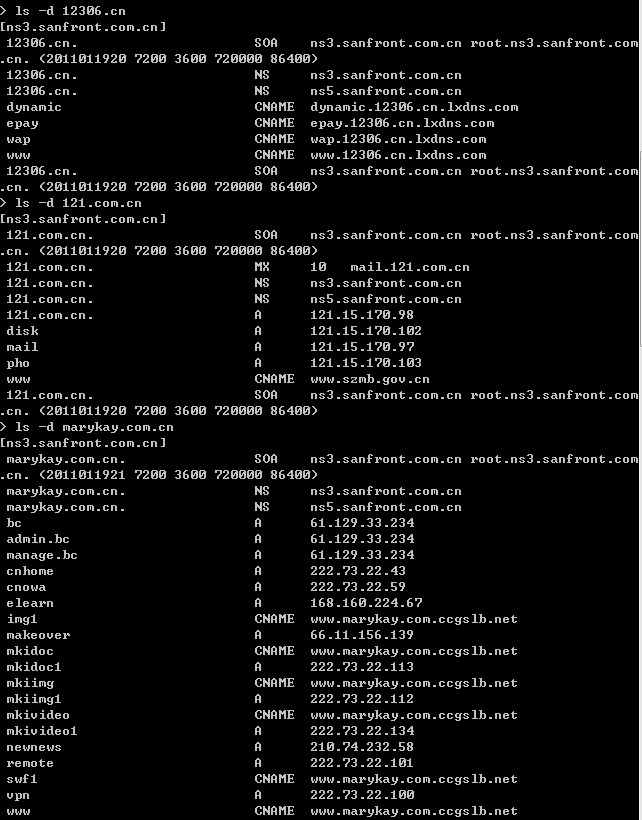 > ls -d 12306.cn
[ns3.sanfront.com.cn]
12306.cn. SOA ns3.sanfront.com.cn root.ns3.sanfront.com
.cn. (2011011920 7200 3600 720000 86400)
12306.cn. NS ns3.sanfront.com.cn
12306.cn. NS ns5.sanfront.com.cn
dynamic CNAME dynamic.12306.cn.lxdns.com
epay CNAME epay.12306.cn.lxdns.com
wap CNAME wap.12306.cn.lxdns.com
www CNAME www.12306.cn.lxdns.com
12306.cn. SOA ns3.sanfront.com.cn root.ns3.sanfront.com
.cn. (2011011920 7200 3600 720000 86400)
> ls -d 121.com.cn
[ns3.sanfront.com.cn]
121.com.cn. SOA ns3.sanfront.com.cn root.ns3.sanfront.com
.cn. (2011011920 7200 3600 720000 86400)
121.com.cn. MX 10 mail.121.com.cn
121.com.cn. NS ns3.sanfront.com.cn
121.com.cn. NS ns5.sanfront.com.cn
121.com.cn. A 121.15.170.98
disk A 121.15.170.102
mail A 121.15.170.97
pho A 121.15.170.103
www CNAME www.szmb.gov.cn
121.com.cn. SOA ns3.sanfront.com.cn root.ns3.sanfront.com
.cn. (2011011920 7200 3600 720000 86400)
> ls -d marykay.com.cn
[ns3.sanfront.com.cn]
marykay.com.cn. SOA ns3.sanfront.com.cn root.ns3.sanfront.com
.cn. (2011011921 7200 3600 720000 86400)
marykay.com.cn. NS ns3.sanfront.com.cn
marykay.com.cn. NS ns5.sanfront.com.cn
bc A 61.129.33.234
admin.bc A 61.129.33.234
manage.bc A 61.129.33.234
cnhome A 222.73.22.43
cnowa A 222.73.22.59
elearn A 168.160.224.67
img1 CNAME www.marykay.com.ccgslb.net
makeover A 66.11.156.139
mkidoc CNAME www.marykay.com.ccgslb.net
mkidoc1 A 222.73.22.113
mkiimg CNAME www.marykay.com.ccgslb.net
mkiimg1 A 222.73.22.112
mkivideo CNAME www.marykay.com.ccgslb.net
mkivideo1 A 222.73.22.134
newnews A 210.74.232.58
remote A 222.73.22.101
swf1 CNAME www.marykay.com.ccgslb.net
vpn A 222.73.22.100
www CNAME www.marykay.com.ccgslb.net